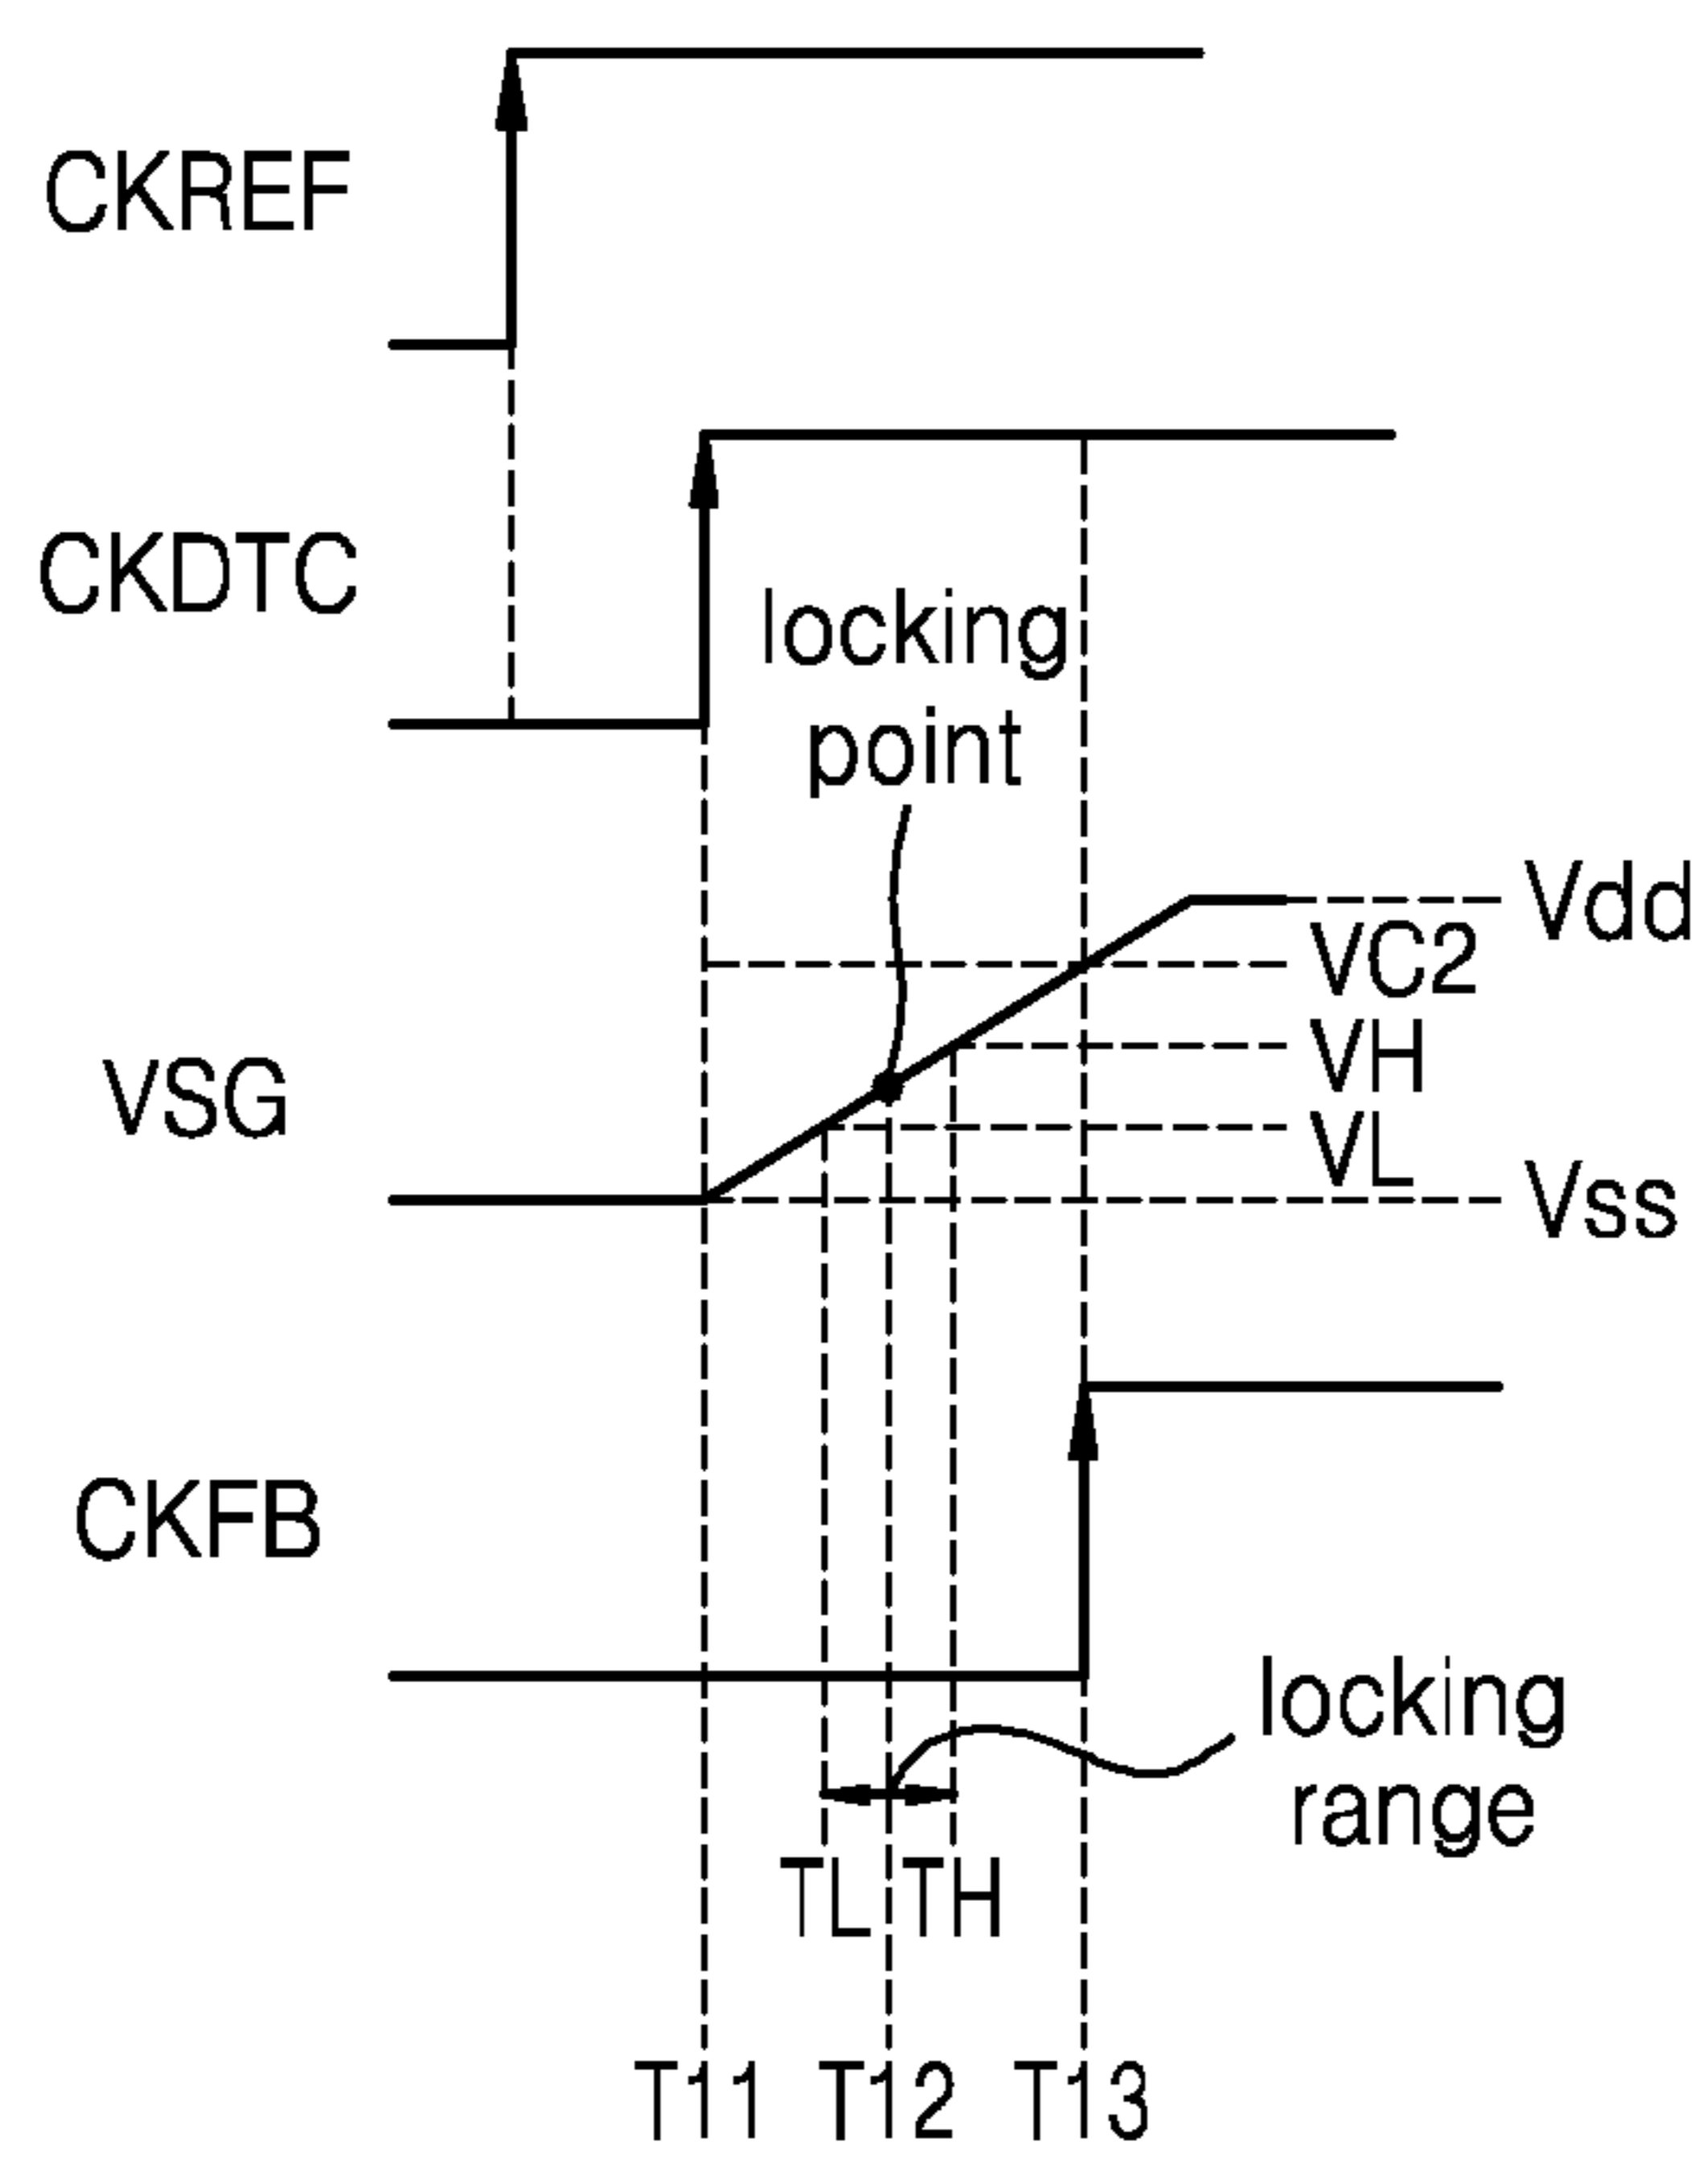 CKREF
CKDTC
locking
point
Vdd
VC2
VH
VSG
VL
Vss
CKFB
locking
range
TL TH
T11 T12 T13